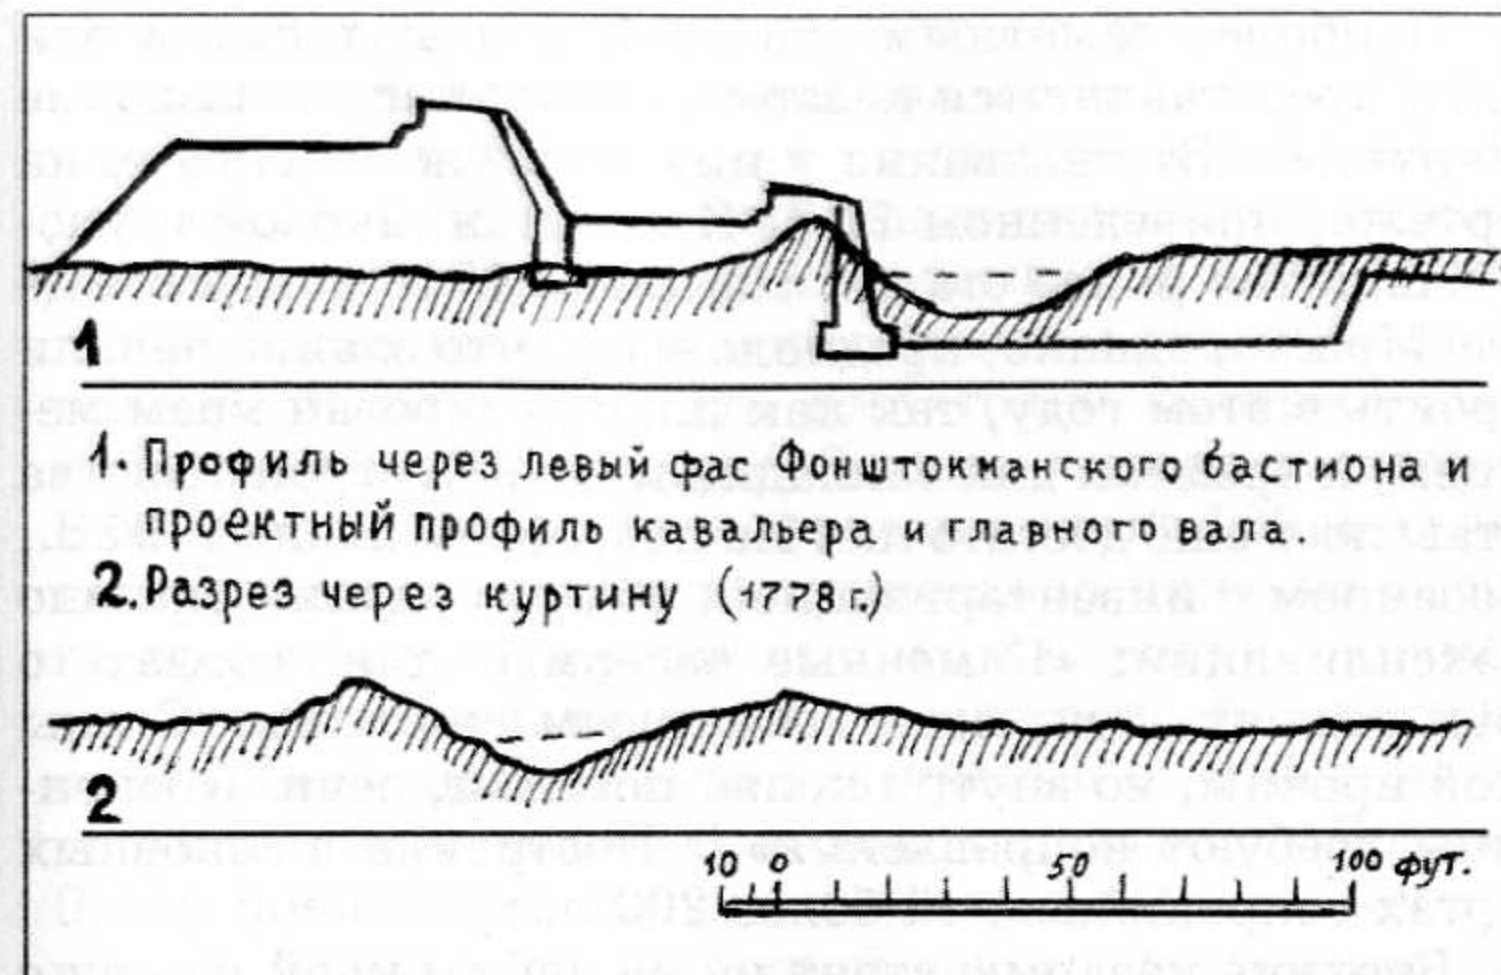 1
1. Профиль через левый фас Фонштокманского бастиона и
проектный профиль кавальера и главного вала.
2. Разрез через куртину (1778 г.)
2
10 0 50 100 фут.